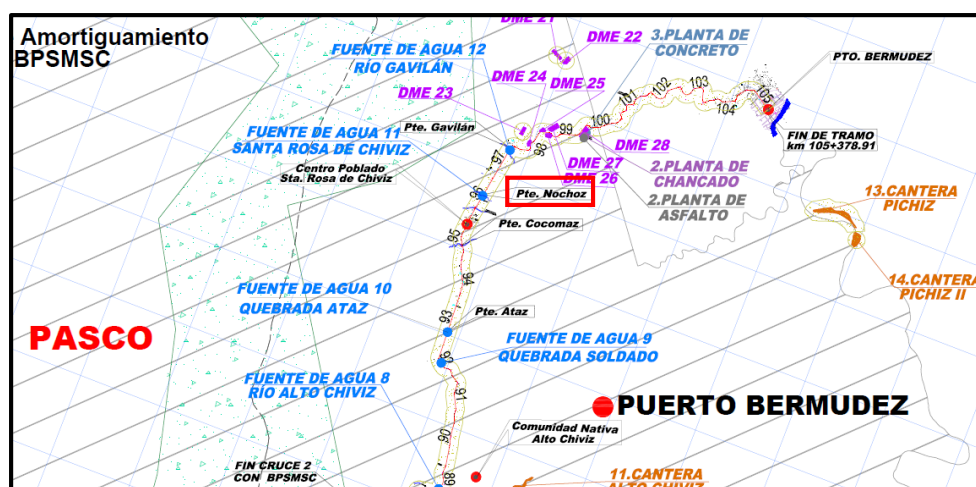 Amortiguamiento
BPSMSC
FUENTE DE AGUA 12
RÍO GAVILÁN
DME 21
DME 22
3.PLANTA DE
CONCRETO
PTO. BERMUDEZ
DME 24
DME 25
DME 23
Pte. Gavilán
FUENTE DE AGUA 11
SANTA ROSA DE CHIVIZ
97
98
99
100
101
102
103
104
105
FIN DE TRAMO
km 105+378.91
DME 28
DME 27
DME 26
2.PLANTA DE
CHANCADO
2.PLANTA DE
ASFALTO
Centro Poblado
Sta. Rosa de Chiviz
96
Pte. Nochoz
13.CANTERA
PICHIZ
Pte. Cocomaz
95
94
14.CANTERA
PICHIZ II
FUENTE DE AGUA 10
QUEBRADA ATAZ
93
Pte. Ataz
PASCO
FUENTE DE AGUA 9
QUEBRADA SOLDADO
92
FUENTE DE AGUA 8
RÍO ALTO CHIVIZ
91
PUERTO BERMUDEZ
90
Comunidad Nativa
Alto Chiviz
FIN CRUCE 2
CON BPSMSC
89
11.CANTERA
ALTO CHIVIZ